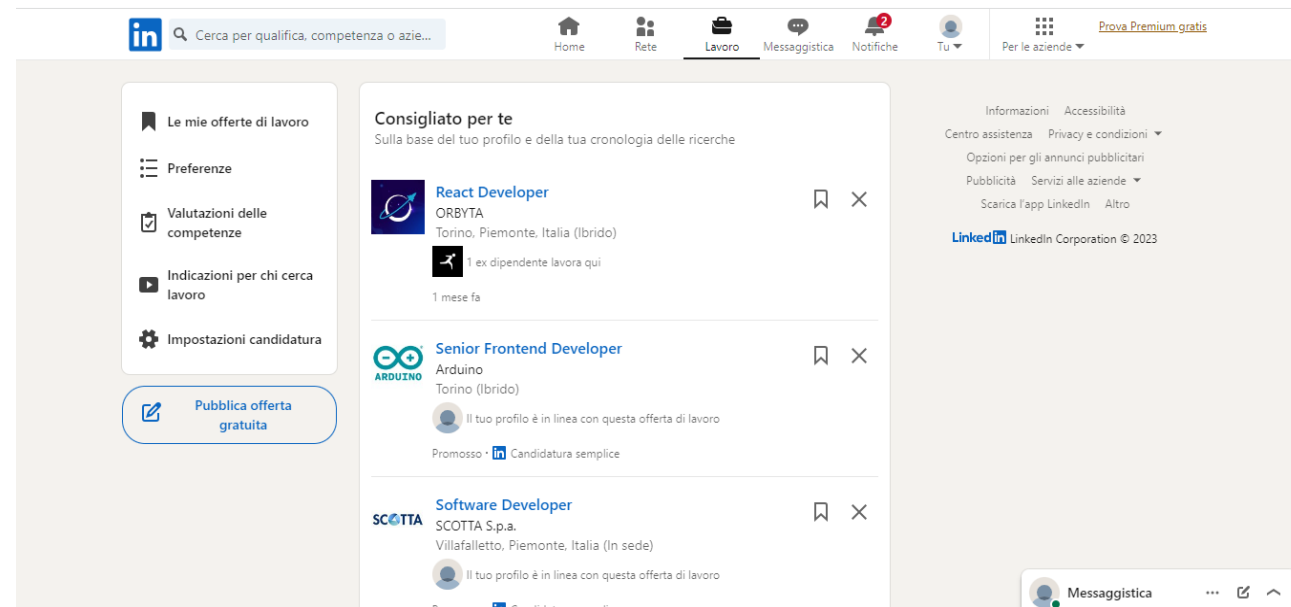 in
Cerca per qualifica, competenza o azie...
Home
Rete
Lavoro
Messaggistica
2
Notifiche
Tu
Per le aziende
Prova Premium gratis
Le mie offerte di lavoro
Preferenze
Valutazioni delle
competenze
Indicazioni per chi cerca
lavoro
Impostazioni candidatura
Pubblica offerta
gratuita
Consigliato per te
Sulla base del tuo profilo e della tua cronologia delle ricerche
React Developer
ORBYTA
Torino, Piemonte, Italia (Ibrido)
1 ex dipendente lavora qui
1 mese fa
ARDUINO
Senior Frontend Developer
Arduino
Torino (Ibrido)
Il tuo profilo è in linea con questa offerta di lavoro
Promosso · in Candidatura semplice
SCOTTA
Software Developer
SCOTTA S.p.a.
Villafalletto, Piemonte, Italia (In sede)
Il tuo profilo è in linea con questa offerta di lavoro
Informazioni Accessibilità
Centro assistenza Privacy e condizioni
Opzioni per gli annunci pubblicitari
Pubblicità Servizi alle aziende
Scarica l'app LinkedIn Altro
Linked in LinkedIn Corporation © 2023
Messaggistica